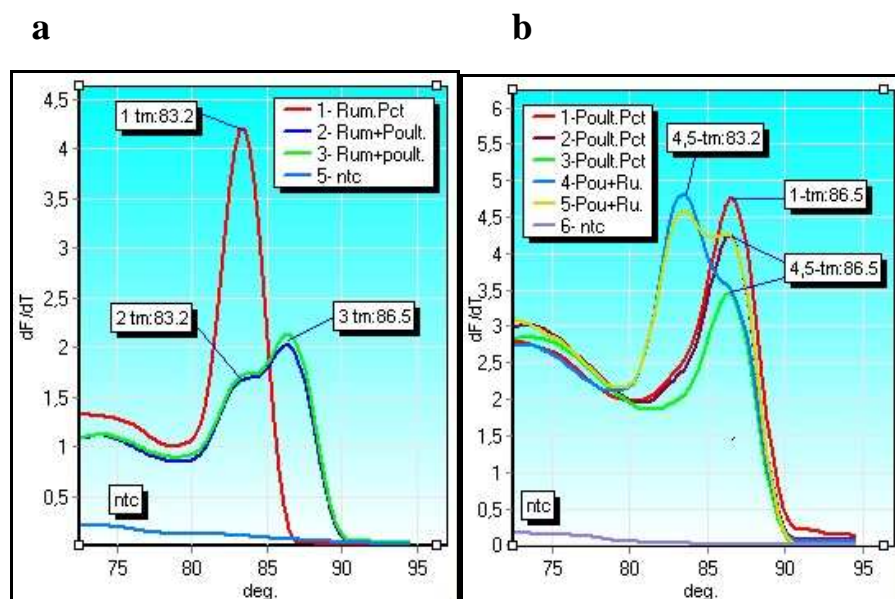 a
b
4,5
4
3,5
3
2,5
2
1,5
1
0,5
dF/dT
1 tm:83.2
1- Rum.Pct
2- Rum+Poult.
3- Rum+poult.
5- ntc
2 tm:83.2
3 tm:86.5
ntc
75 80 85 90 95
deg.
6
5,5
5
4,5
4
3,5
3
2,5
2
1,5
1
0,5
0
dF/dT
1-Poult.Pct
2-Poult.Pct
3-Poult.Pct
4-Pou+Ru.
5-Pou+Ru.
6- ntc
4,5-tm:83.2
1-tm:86.5
4,5-tm:86.5
ntc
75 80 85 90 95
deg.